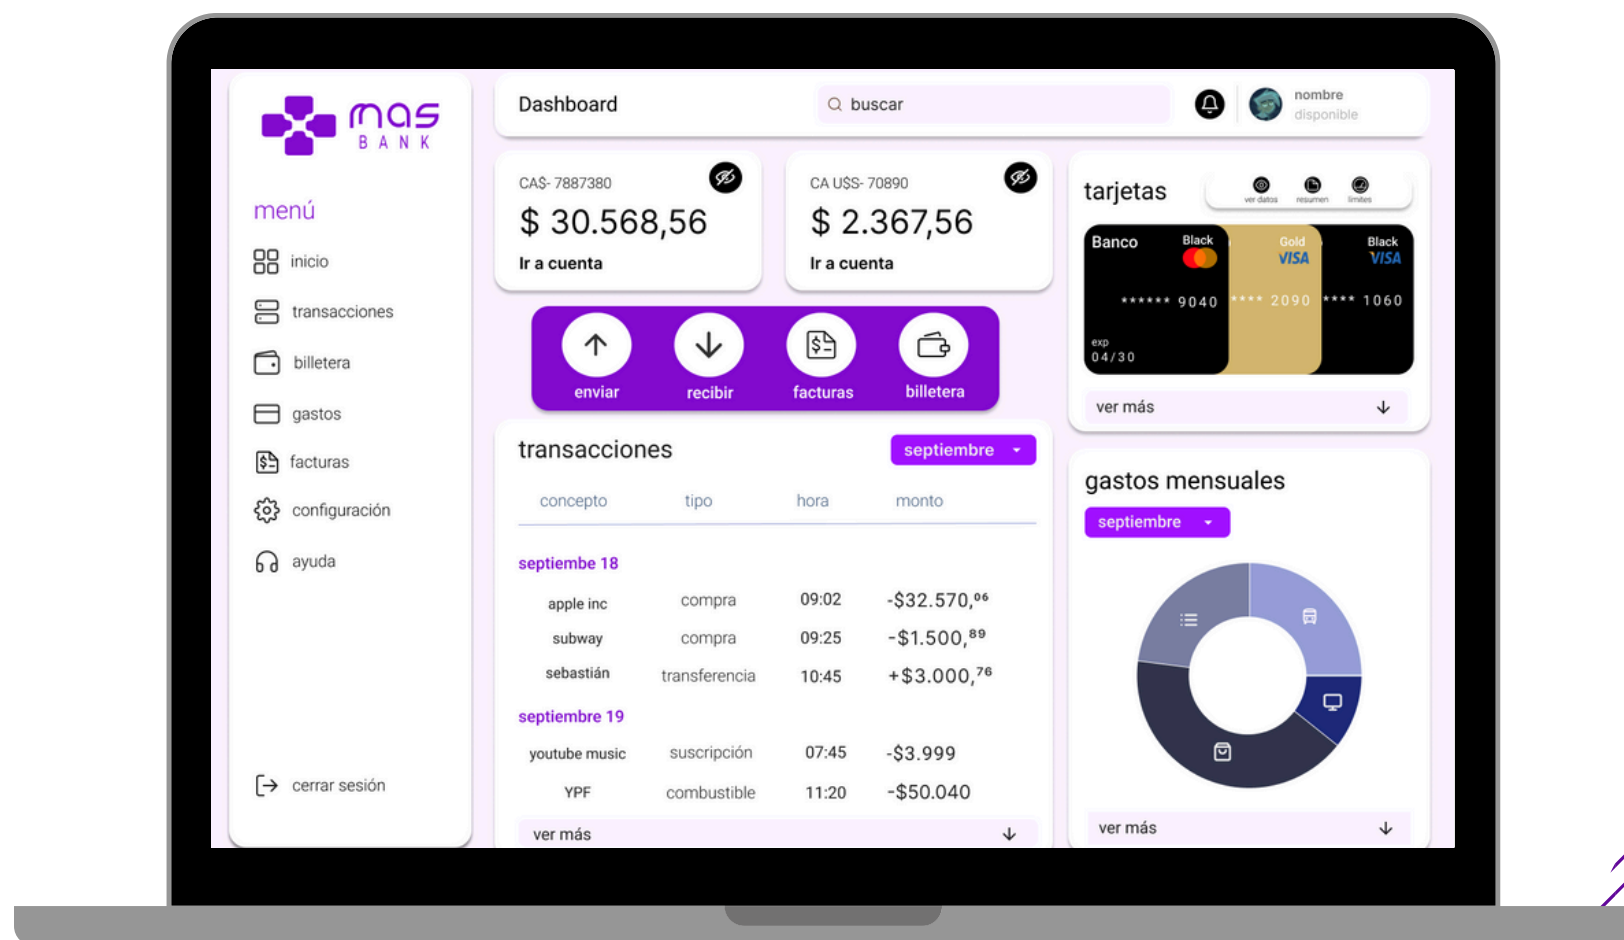 mas
BANK
menú
inicio
transacciones
billetera
gastos
facturas
configuración
ayuda
cerrar sesión
Dashboard
buscar
nombre
disponible
CA$- 7887380
$ 30.568,56
Ir a cuenta
CA U$S- 70890
$ 2.367,56
Ir a cuenta
enviar
recibir
facturas
billetera
transacciones
septiembre
concepto tipo hora monto
septiembe 18
apple inc compra 09:02 -$32.570,⁰⁶
subway compra 09:25 -$1.500,⁸⁹
sebastián transferencia 10:45 +$3.000,⁷⁶
septiembre 19
youtube music suscripción 07:45 -$3.999
YPF combustible 11:20 -$50.040
ver más
tarjetas
ver datos resumen límites
Banco Black
****** 9040
exp
04/30
Gold
VISA
**** 2090
Black
VISA
**** 1060
ver más
gastos mensuales
septiembre
ver más